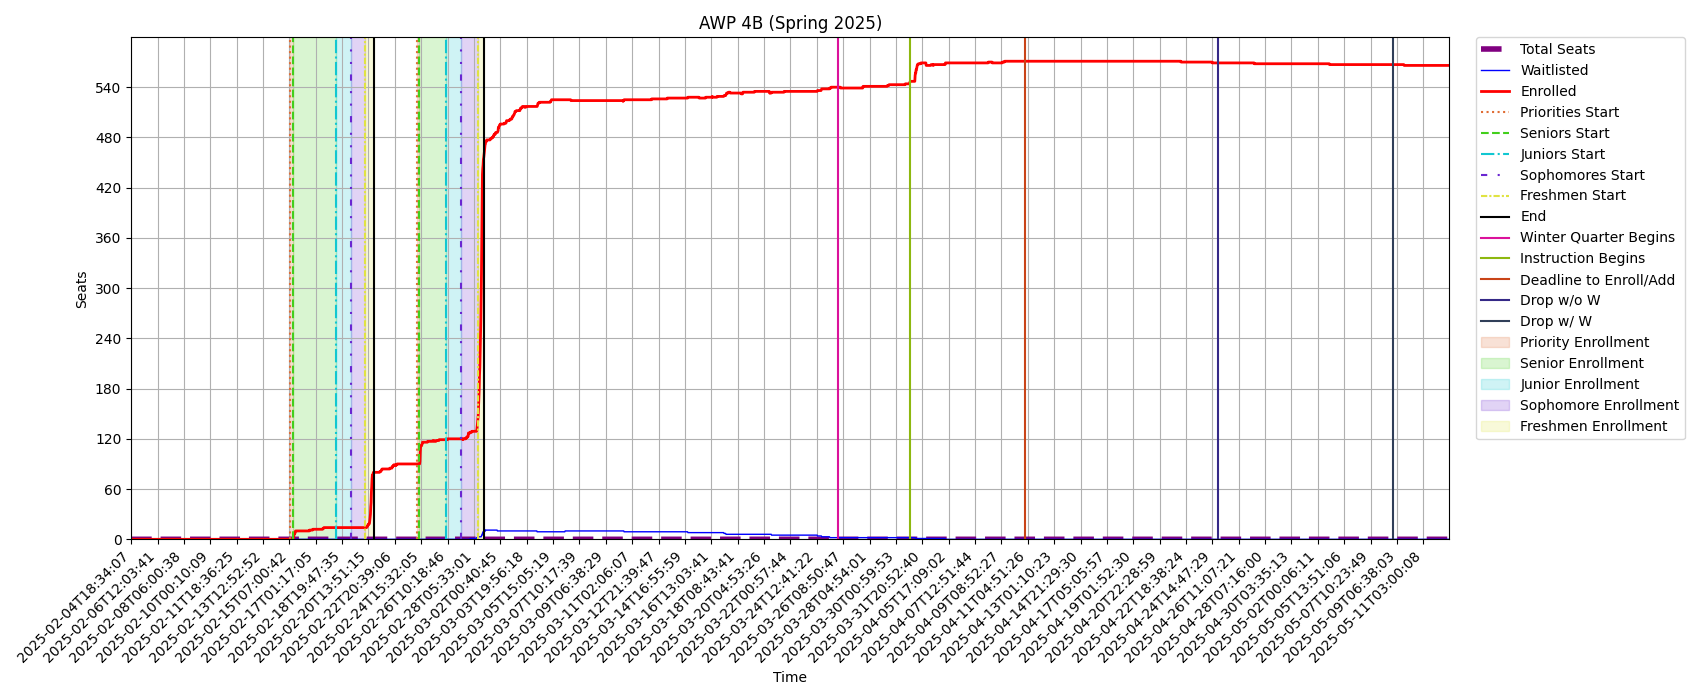 AWP 4B (Spring 2025)
Seats
540
480
420
360
300
240
180
120
60
0
2025-02-04T18:34:07
2025-02-06T12:03:41
2025-02-08T06:00:38
2025-02-10T00:10:09
2025-02-11T18:36:25
2025-02-13T12:52:52
2025-02-15T07:00:42
2025-02-17T01:17:05
2025-02-18T19:47:35
2025-02-20T13:51:15
2025-02-22T20:39:06
2025-02-24T15:32:05
2025-02-26T10:18:46
2025-02-28T05:33:01
2025-03-02T00:40:45
2025-03-03T19:56:18
2025-03-05T15:05:19
2025-03-07T10:17:39
2025-03-09T06:38:29
2025-03-11T02:06:07
2025-03-12T21:39:47
2025-03-14T16:55:59
2025-03-16T13:03:41
2025-03-18T08:43:41
2025-03-20T04:53:26
2025-03-22T00:57:44
2025-03-24T12:41:22
2025-03-26T08:50:47
2025-03-28T04:54:01
2025-03-30T00:59:53
2025-03-31T20:52:40
2025-04-05T17:09:02
2025-04-07T12:51:44
2025-04-09T08:52:27
2025-04-11T04:51:26
2025-04-13T01:10:23
2025-04-14T21:29:30
2025-04-17T05:05:57
2025-04-19T01:52:30
2025-04-20T22:28:59
2025-04-22T18:38:24
2025-04-24T14:47:29
2025-04-26T11:07:21
2025-04-28T07:16:00
2025-04-30T03:35:13
2025-05-02T00:06:11
2025-05-05T13:51:06
2025-05-07T10:23:49
2025-05-09T06:38:03
2025-05-11T03:00:08
Time
Total Seats
Waitlisted
Enrolled
Priorities Start
Seniors Start
Juniors Start
Sophomores Start
Freshmen Start
End
Winter Quarter Begins
Instruction Begins
Deadline to Enroll/Add
Drop w/o W
Drop w/ W
Priority Enrollment
Senior Enrollment
Junior Enrollment
Sophomore Enrollment
Freshmen Enrollment